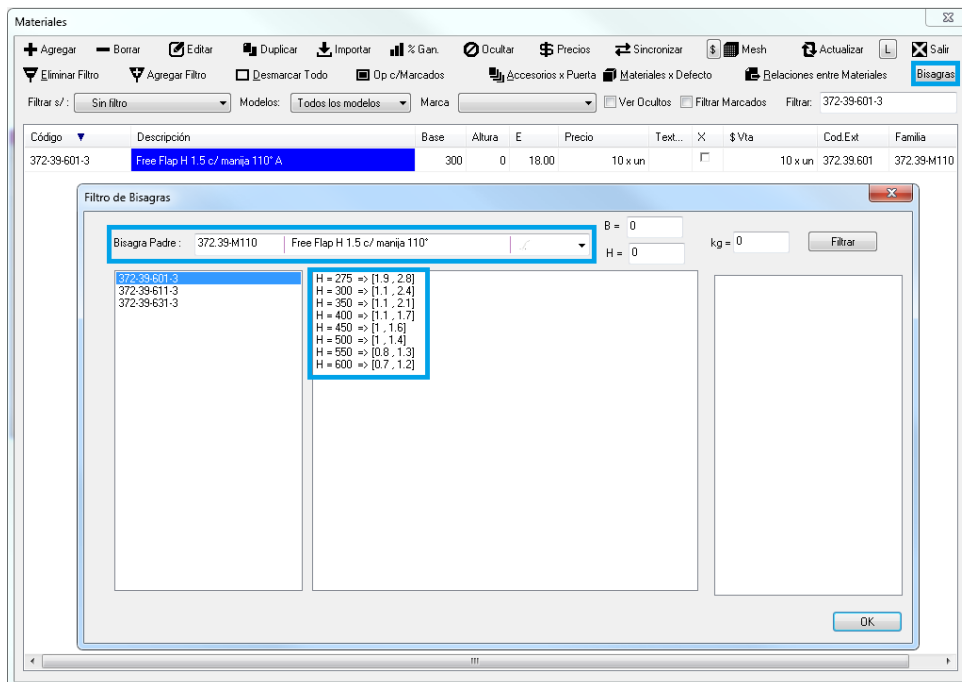 Materiales
Agregar Borrar Editar Duplicar Importar % Gan. Ocultar Precios Sincronizar $ Mesh Actualizar L Salir
Eliminar Filtro Agregar Filtro Desmarcar Todo Op c/Marcados Accesorios x Puerta Materiales x Defecto Relaciones entre Materiales Bisagras
Filtrar s/ : Sin filtro Modelos: Todos los modelos Marca Ver Ocultos Filtrar Marcados Filtrar: 372-39-601-3
Código Descripción Base Altura E Precio Text... X $ Vta Cod.Ext Familia
372-39-601-3 Free Flap H 1.5 c/ manija 110° A 300 0 18.00 10 x un 10 x un 372.39.601 372.39-M110
Filtro de Bisagras
Bisagra Padre : 372.39-M110 Free Flap H 1.5 c/ manija 110° B = 0 H = 0 kg = 0 Filtrar
372-39-601-3
372-39-611-3
372-39-631-3
H = 275 => [1.9 , 2.8]
H = 300 => [1.1 , 2.4]
H = 350 => [1.1 , 2.1]
H = 400 => [1.1 , 1.7]
H = 450 => [1 , 1.6]
H = 500 => [1 , 1.4]
H = 550 => [0.8 , 1.3]
H = 600 => [0.7 , 1.2]
OK